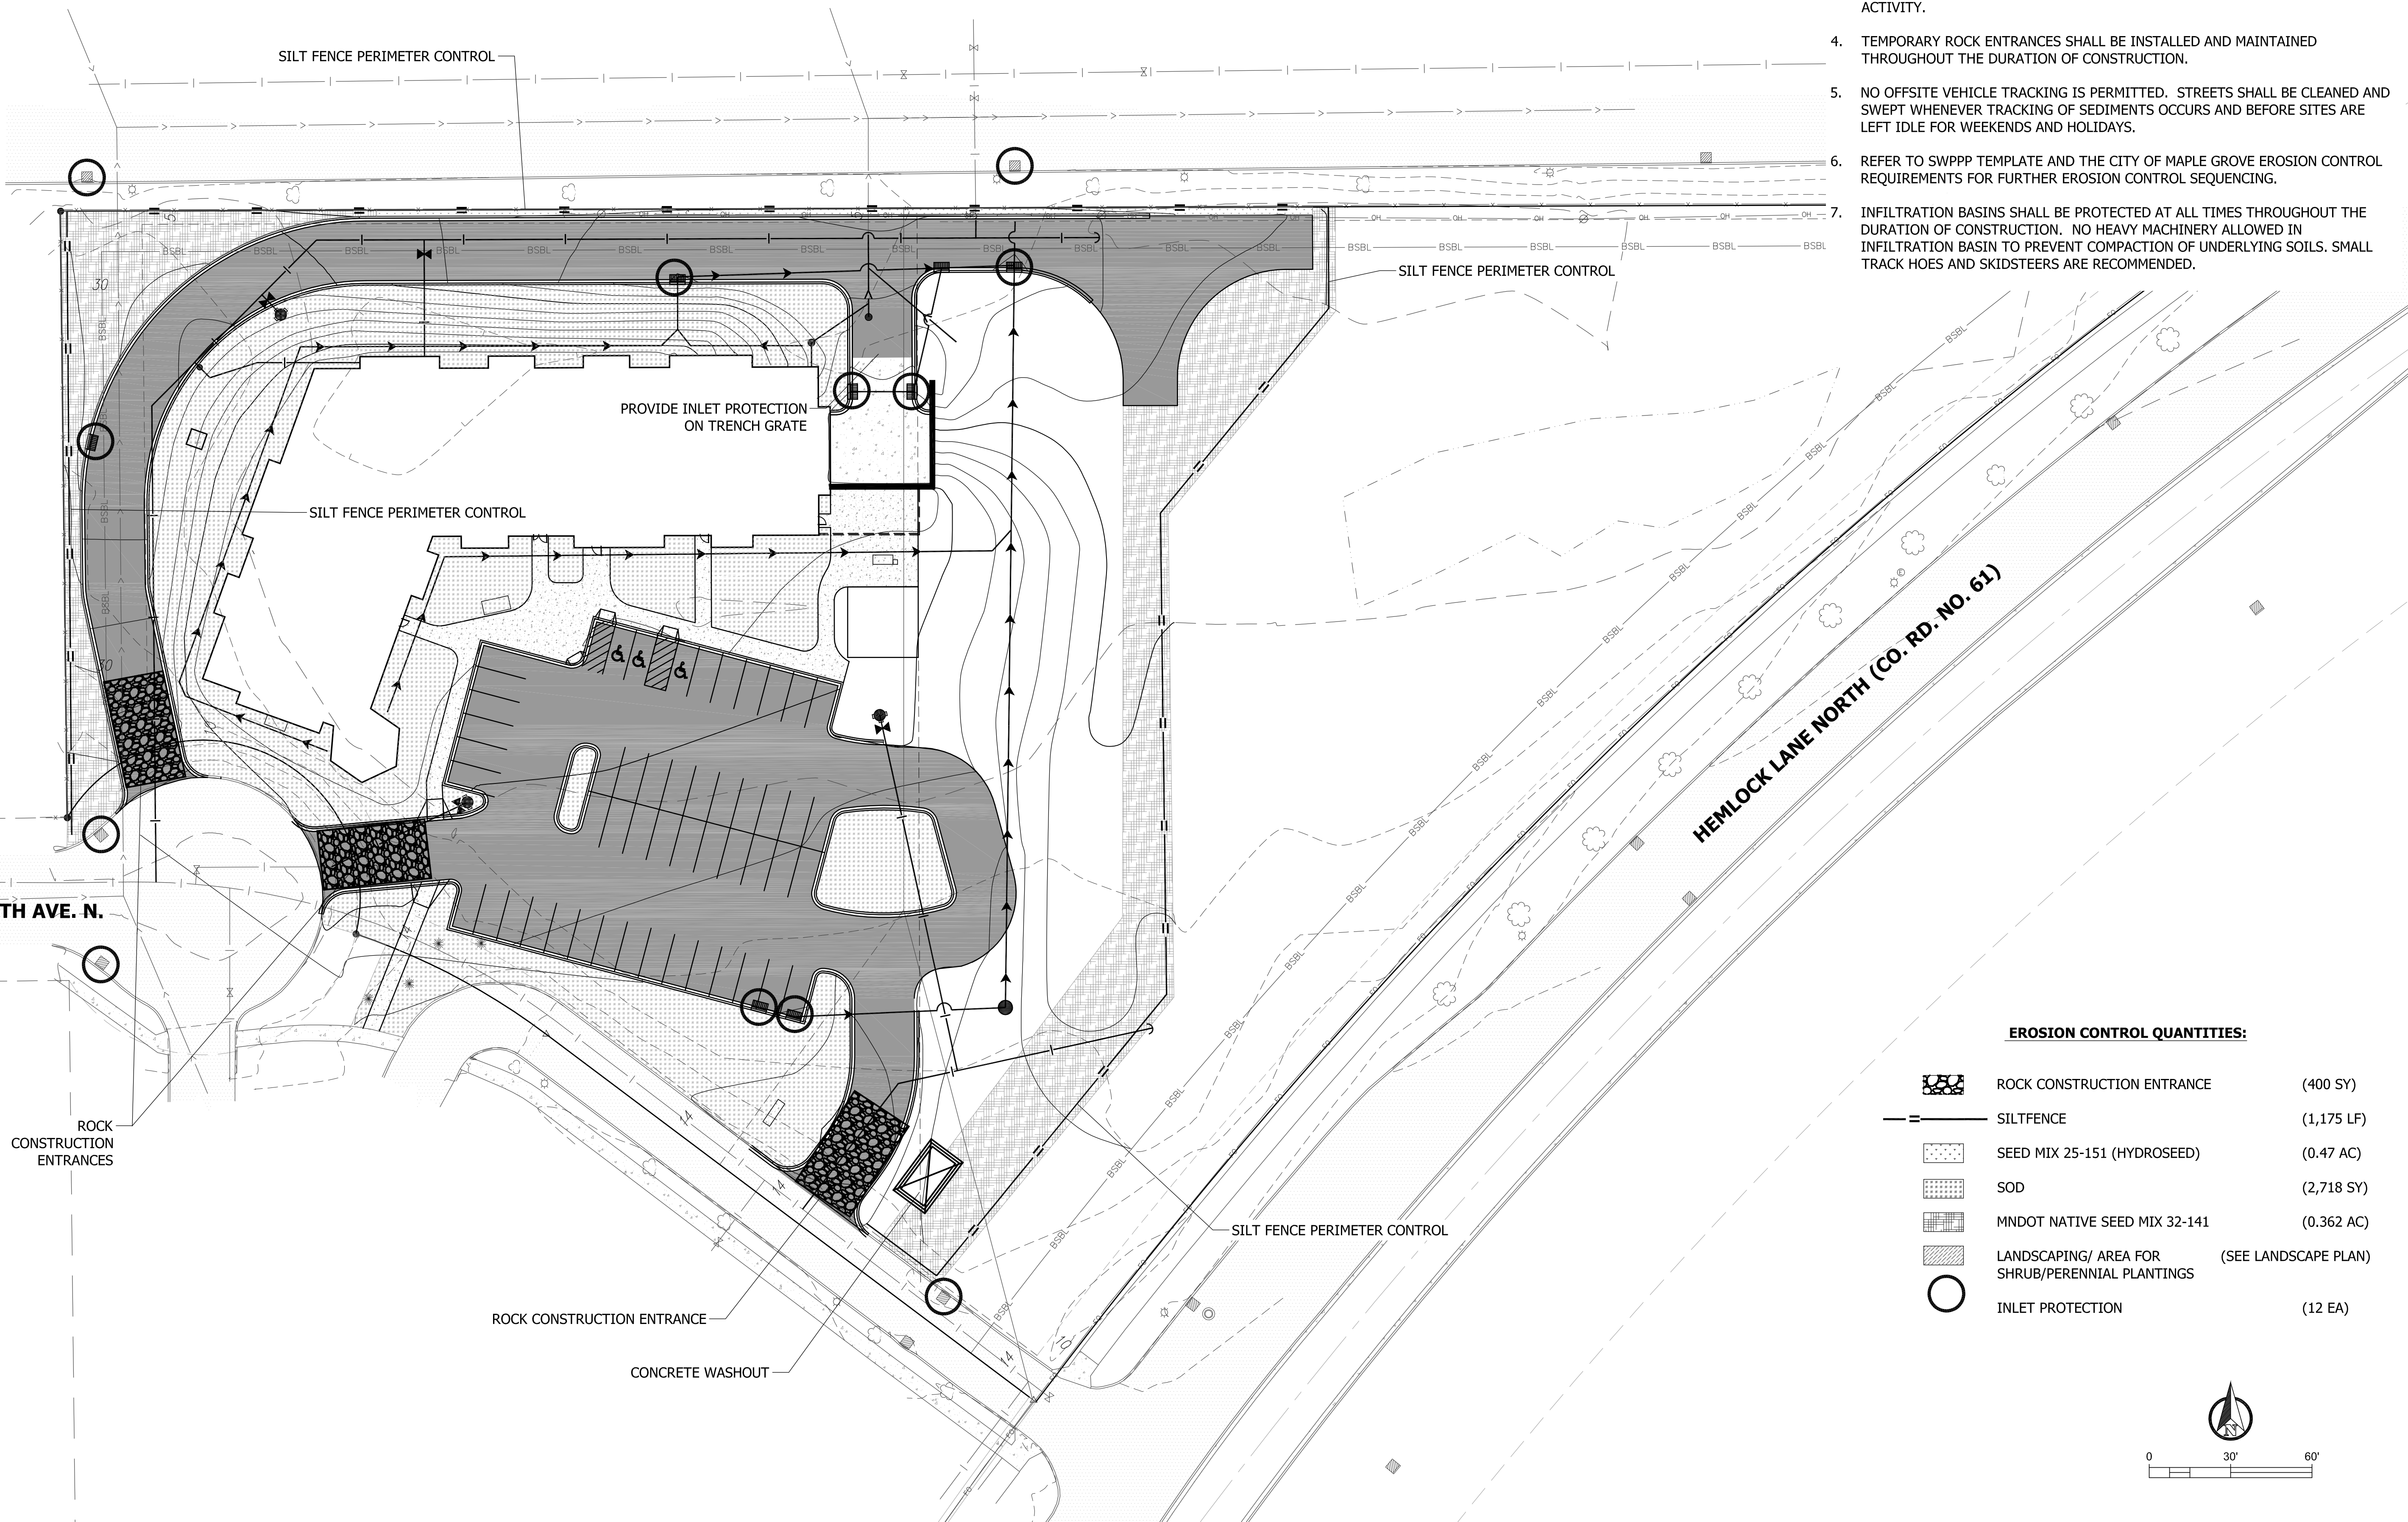 ACTIVITY.
4. TEMPORARY ROCK ENTRANCES SHALL BE INSTALLED AND MAINTAINED
THROUGHOUT THE DURATION OF CONSTRUCTION.
5. NO OFFSITE VEHICLE TRACKING IS PERMITTED. STREETS SHALL BE CLEANED AND
SWEPT WHENEVER TRACKING OF SEDIMENTS OCCURS AND BEFORE SITES ARE
LEFT IDLE FOR WEEKENDS AND HOLIDAYS.
6. REFER TO SWPPP TEMPLATE AND THE CITY OF MAPLE GROVE EROSION CONTROL
REQUIREMENTS FOR FURTHER EROSION CONTROL SEQUENCING.
7. INFILTRATION BASINS SHALL BE PROTECTED AT ALL TIMES THROUGHOUT THE
DURATION OF CONSTRUCTION. NO HEAVY MACHINERY ALLOWED IN
INFILTRATION BASIN TO PREVENT COMPACTION OF UNDERLYING SOILS. SMALL
TRACK HOES AND SKIDSTEERS ARE RECOMMENDED.
SILT FENCE PERIMETER CONTROL
SILT FENCE PERIMETER CONTROL
PROVIDE INLET PROTECTION
ON TRENCH GRATE
SILT FENCE PERIMETER CONTROL
HEMLOCK LANE NORTH (CO. RD. NO. 61)
TH AVE. N.
ROCK
CONSTRUCTION
ENTRANCES
SILT FENCE PERIMETER CONTROL
ROCK CONSTRUCTION ENTRANCE
CONCRETE WASHOUT
EROSION CONTROL QUANTITIES:
ROCK CONSTRUCTION ENTRANCE (400 SY)
SILTFENCE (1,175 LF)
SEED MIX 25-151 (HYDROSEED) (0.47 AC)
SOD (2,718 SY)
MNDOT NATIVE SEED MIX 32-141 (0.362 AC)
LANDSCAPING/ AREA FOR (SEE LANDSCAPE PLAN)
SHRUB/PERENNIAL PLANTINGS
INLET PROTECTION (12 EA)
N
0 30' 60'